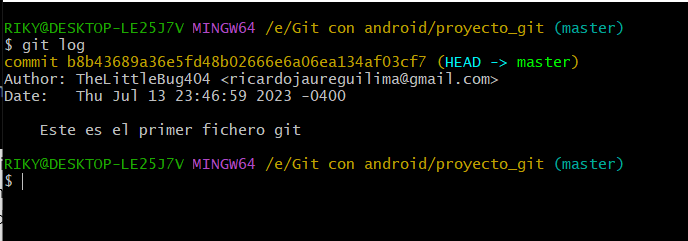 RIKY@DESKTOP-LE25J7V MINGW64 /e/Git con android/proyecto_git (master)
$ git log
commit b8b43689a36e5fd48b02666e6a06ea134af03cf7 (HEAD -> master)
Author: TheLittleBug404 <ricardojaureguilima@gmail.com>
Date:   Thu Jul 13 23:46:59 2023 -0400
    Este es el primer fichero git
RIKY@DESKTOP-LE25J7V MINGW64 /e/Git con android/proyecto_git (master)
$